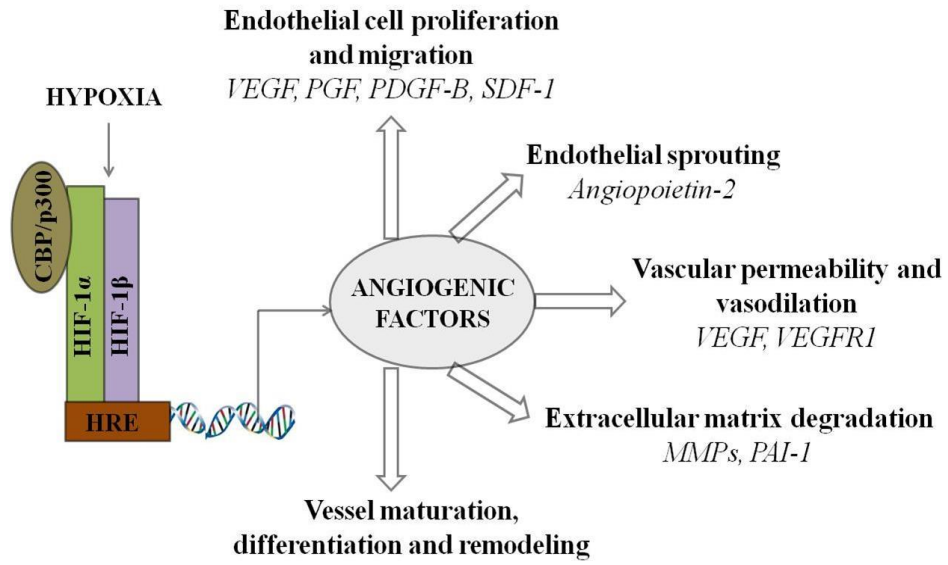 Endothelial cell proliferation
and migration
VEGF, PGF, PDGF-B, SDF-1
HYPOXIA
CBP/p300
HIF-1α
HIF-1β
HRE
ANGIOGENIC
FACTORS
Endothelial sprouting
Angiopoietin-2
Vascular permeability and
vasodilation
VEGF, VEGFR1
Extracellular matrix degradation
MMPs, PAI-1
Vessel maturation,
differentiation and remodeling